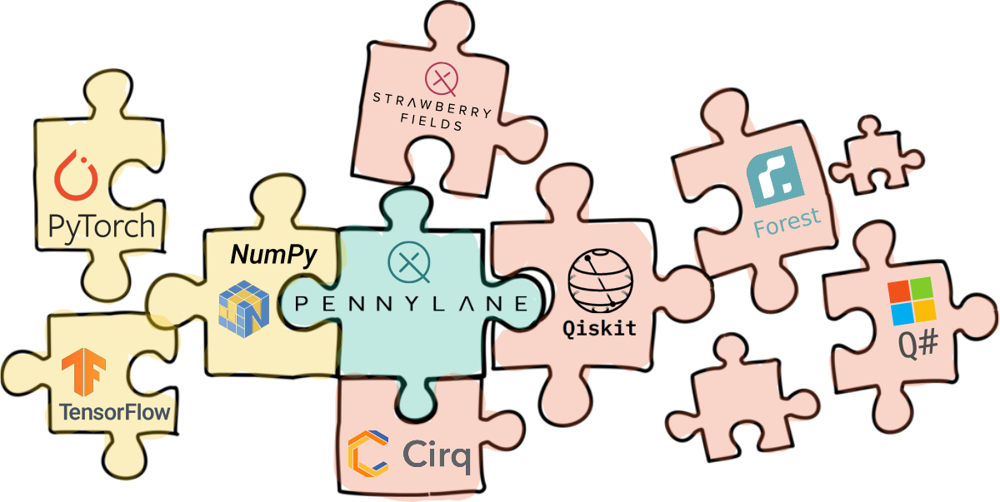 STRAWBERRY
FIELDS
PyTorch
Forest
NumPy
PENNYLANE
Qiskit
Q#
TensorFlow
Cirq